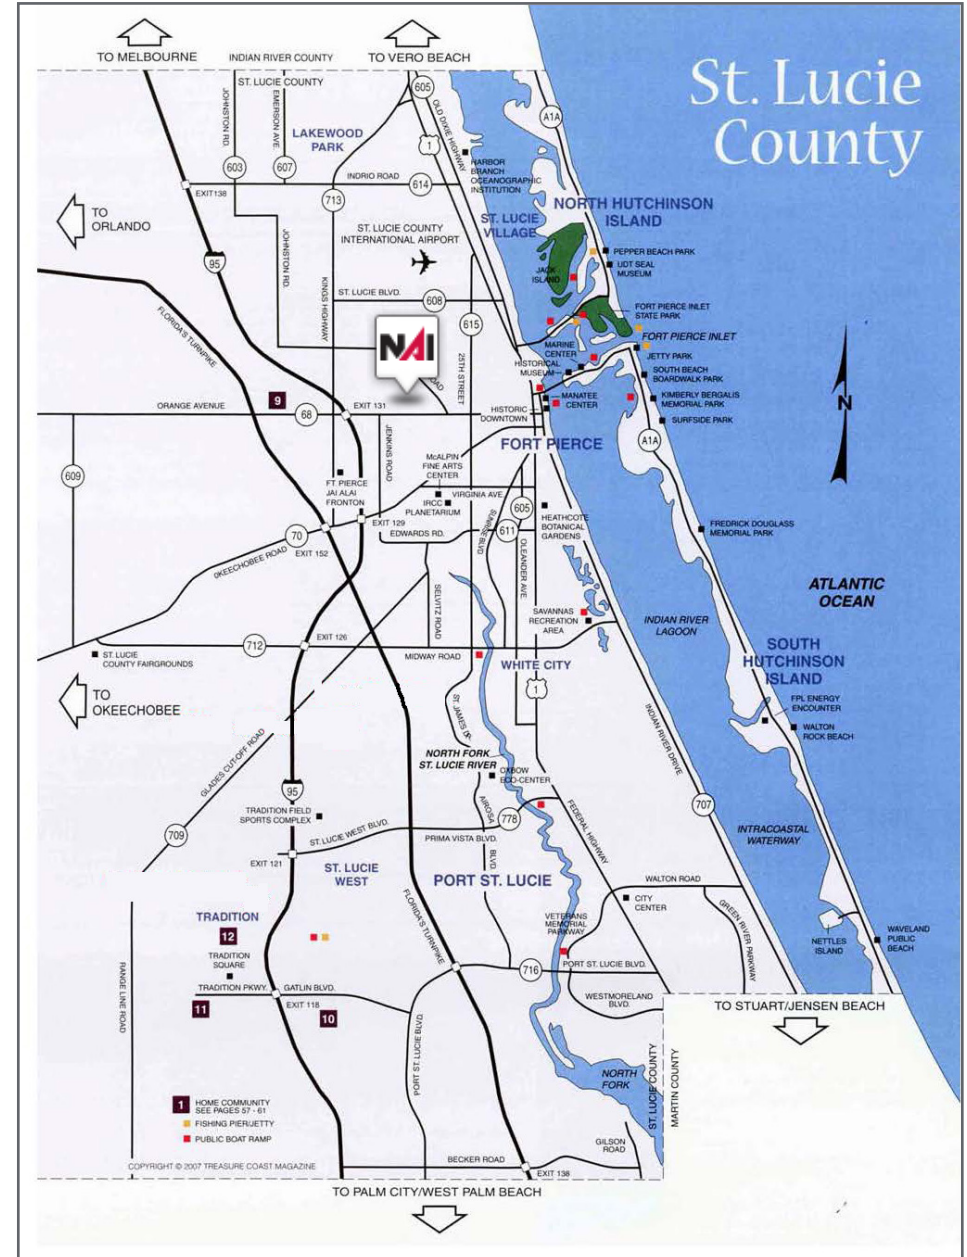 TO MELBOURNE
INDIAN RIVER COUNTY
TO VERO BEACH
ST. LUCIE COUNTY
St. Lucie
County
JOHNSTON RD.
EMERSON AVE.
605
OLD DIXIE HIGHWAY
A1A
LAKEWOOD
PARK
1
HARBOR
BRANCH
OCEANOGRAPHIC
INSTITUTION
603
607
INDRIO ROAD
614
EXIT138
713
NORTH HUTCHINSON
ISLAND
ST. LUCIE
VILLAGE
TO
ORLANDO
ST. LUCIE COUNTY
INTERNATIONAL AIRPORT
PEPPER BEACH PARK
UDT SEAL
MUSEUM
JACK
ISLAND
95
JOHNSTON RD.
KINGS HIGHWAY
ST. LUCIE BLVD.
608
615
FORT PIERCE INLET
STATE PARK
FLORIDA'S TURNPIKE
FORT PIERCE INLET
NAI
OAD
25TH STREET
MARINE
CENTER
HISTORICAL
MUSEUM
JETTY PARK
SOUTH BEACH
BOARDWALK PARK
KIMBERLY BERGALIS
MEMORIAL PARK
SURFSIDE PARK
N
9
ORANGE AVENUE
68
EXIT 131
MANATEE
CENTER
HISTORIC
DOWNTOWN
A1A
JENKINS ROAD
FORT PIERCE
609
McALPIN
FINE ARTS
CENTER
FT PIERCE
JAI ALAI
FRONTON
IRCC
PLANETARIUM
VIRGINIA AVE.
605
SUNRISE BLVD
HEATHCOTE
BOTANICAL
GARDENS
70
EXIT 129
EDWARDS RD.
611
EXIT 152
OKEECHOBEE ROAD
OLEANDER AVE.
FREDRICK DOUGLASS
MEMORIAL PARK
ATLANTIC
OCEAN
SELVITZ ROAD
SAVANNAS
RECREATION
AREA
INDIAN RIVER
LAGOON
712
EXIT 126
MIDWAY ROAD
ST. LUCIE
COUNTY FAIRGROUNDS
WHITE CITY
SOUTH
HUTCHINSON
ISLAND
1
TO
OKEECHOBEE
FPL ENERGY
ENCOUNTER
WALTON
ROCK BEACH
ST. JAMES DR.
INDIAN RIVER DRIVE
GLADES CUT-OFF ROAD
NORTH FORK
ST. LUCIE RIVER
OXBOW
ECO-CENTER
95
AIROSA
BLVD
TRADITION FIELD
SPORTS COMPLEX
778
FEDERAL HIGHWAY
707
709
ST. LUCIE WEST BLVD.
PRIMA VISTA BLVD.
INTRACOASTAL
WATERWAY
EXIT 121
ST. LUCIE
WEST
PORT ST. LUCIE
WALTON ROAD
FLORIDA'S TURNPIKE
CITY
CENTER
GREEN RIVER PARKWAY
TRADITION
12
VETERANS
MEMORIAL
PARKWAY
NETTLES
ISLAND
WAVELAND
PUBLIC
BEACH
TRADITION
SQUARE
716
PORT ST. LUCIE BLVD.
RANGE LINE ROAD
TRADITION PKWY.
GATLIN BLVD.
EXIT 118
WESTMORELAND
BLVD.
11
10
TO STUART/JENSEN BEACH
PORT ST. LUCIE BLVD.
ST. LUCIE COUNTY
MARTIN COUNTY
NORTH
FORK
1
HOME COMMUNITY
SEE PAGES 57 - 61
FISHING PIER/JETTY
PUBLIC BOAT RAMP
GILSON
ROAD
COPYRIGHT © 2007 TREASURE COAST MAGAZINE
BECKER ROAD
EXIT 138
TO PALM CITY/WEST PALM BEACH